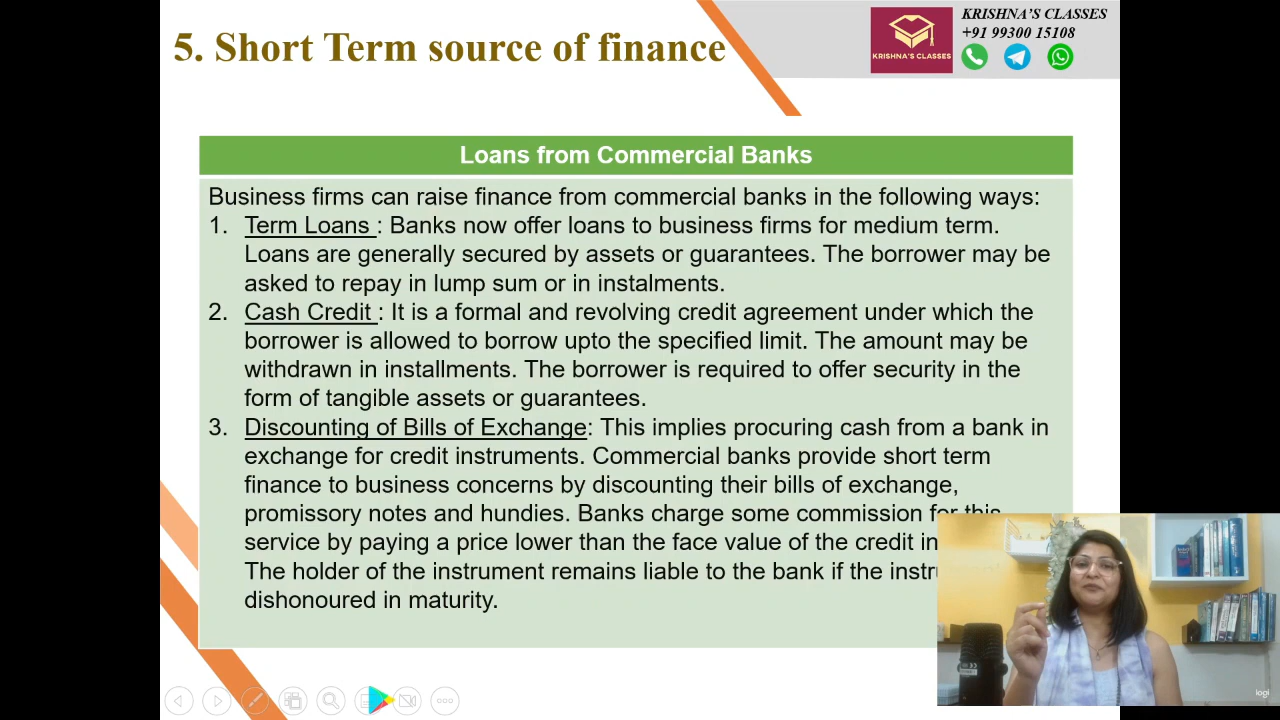 5. Short Term source of finance
KRISHNA'S CLASSES
+91 99300 15108
KRISHNA'S CLASSES
Loans from Commercial Banks
Business firms can raise finance from commercial banks in the following ways:
1. Term Loans : Banks now offer loans to business firms for medium term.
Loans are generally secured by assets or guarantees. The borrower may be
asked to repay in lump sum or in instalments.
2. Cash Credit : It is a formal and revolving credit agreement under which the
borrower is allowed to borrow upto the specified limit. The amount may be
withdrawn in installments. The borrower is required to offer security in the
form of tangible assets or guarantees.
3. Discounting of Bills of Exchange: This implies procuring cash from a bank in
exchange for credit instruments. Commercial banks provide short term
finance to business concerns by discounting their bills of exchange,
promissory notes and hundies. Banks charge some commission for this
service by paying a price lower than the face value of the credit
The holder of the instrument remains liable to the bank if the
dishonoured in maturity.
logi